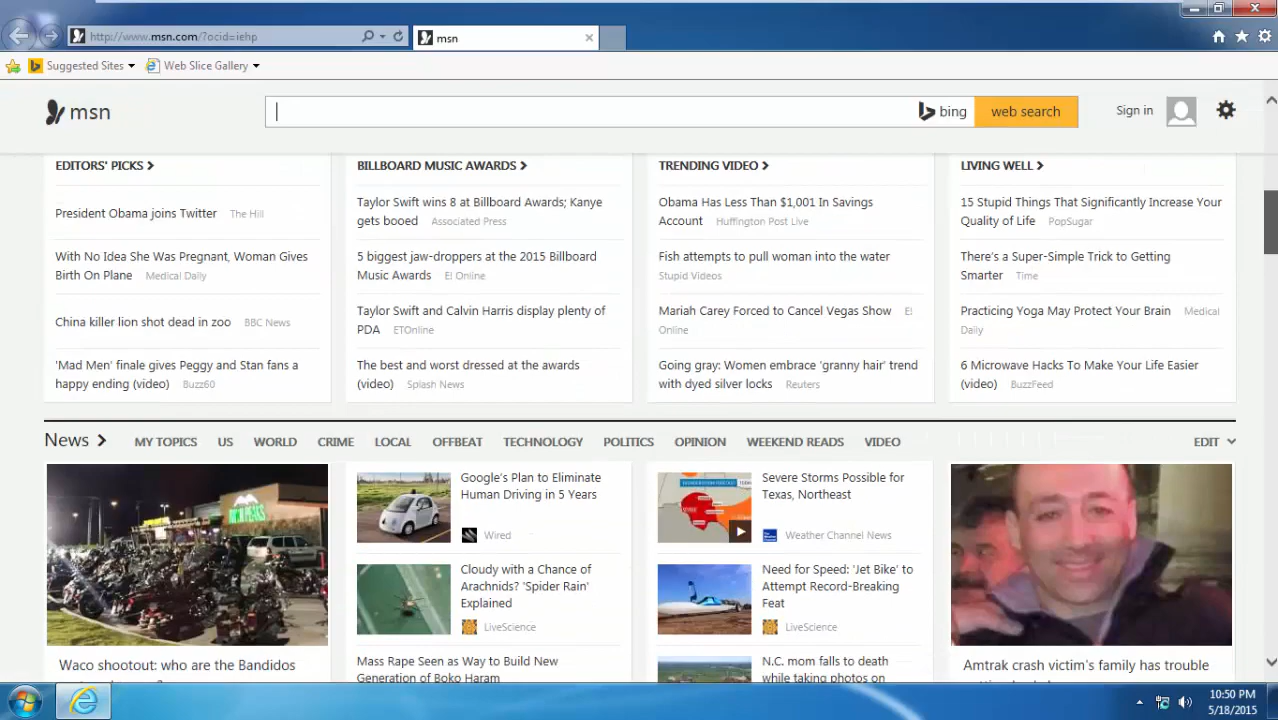 http://www.msn.com/?ocid=iehp
msn
Suggested Sites
Web Slice Gallery
msn
bing
web search
Sign in
EDITORS' PICKS
President Obama joins Twitter The Hill
With No Idea She Was Pregnant, Woman Gives
Birth On Plane Medical Daily
China killer lion shot dead in zoo BBC News
'Mad Men' finale gives Peggy and Stan fans a
happy ending (video) Buzz60
BILLBOARD MUSIC AWARDS
Taylor Swift wins 8 at Billboard Awards; Kanye
gets booed Associated Press
5 biggest jaw-droppers at the 2015 Billboard
Music Awards E! Online
Taylor Swift and Calvin Harris display plenty of
PDA ETOnline
The best and worst dressed at the awards
(video) Splash News
TRENDING VIDEO
Obama Has Less Than $1,001 In Savings
Account Huffington Post Live
Fish attempts to pull woman into the water
Stupid Videos
Mariah Carey Forced to Cancel Vegas Show E!
Online
Going gray: Women embrace 'granny hair' trend
with dyed silver locks Reuters
LIVING WELL
15 Stupid Things That Significantly Increase Your
Quality of Life PopSugar
There's a Super-Simple Trick to Getting
Smarter Time
Practicing Yoga May Protect Your Brain Medical
Daily
6 Microwave Hacks To Make Your Life Easier
(video) BuzzFeed
News MY TOPICS US WORLD CRIME LOCAL OFFBEAT TECHNOLOGY POLITICS OPINION WEEKEND READS VIDEO EDIT
Waco shootout: who are the Bandidos
Google's Plan to Eliminate
Human Driving in 5 Years
Wired
Cloudy with a Chance of
Arachnids? 'Spider Rain'
Explained
LiveScience
Mass Rape Seen as Way to Build New
Generation of Boko Haram
Severe Storms Possible for
Texas, Northeast
Weather Channel News
Need for Speed: 'Jet Bike' to
Attempt Record-Breaking
Feat
LiveScience
N.C. mom falls to death
while taking photos on
Amtrak crash victim's family has trouble
10:50 PM
5/18/2015